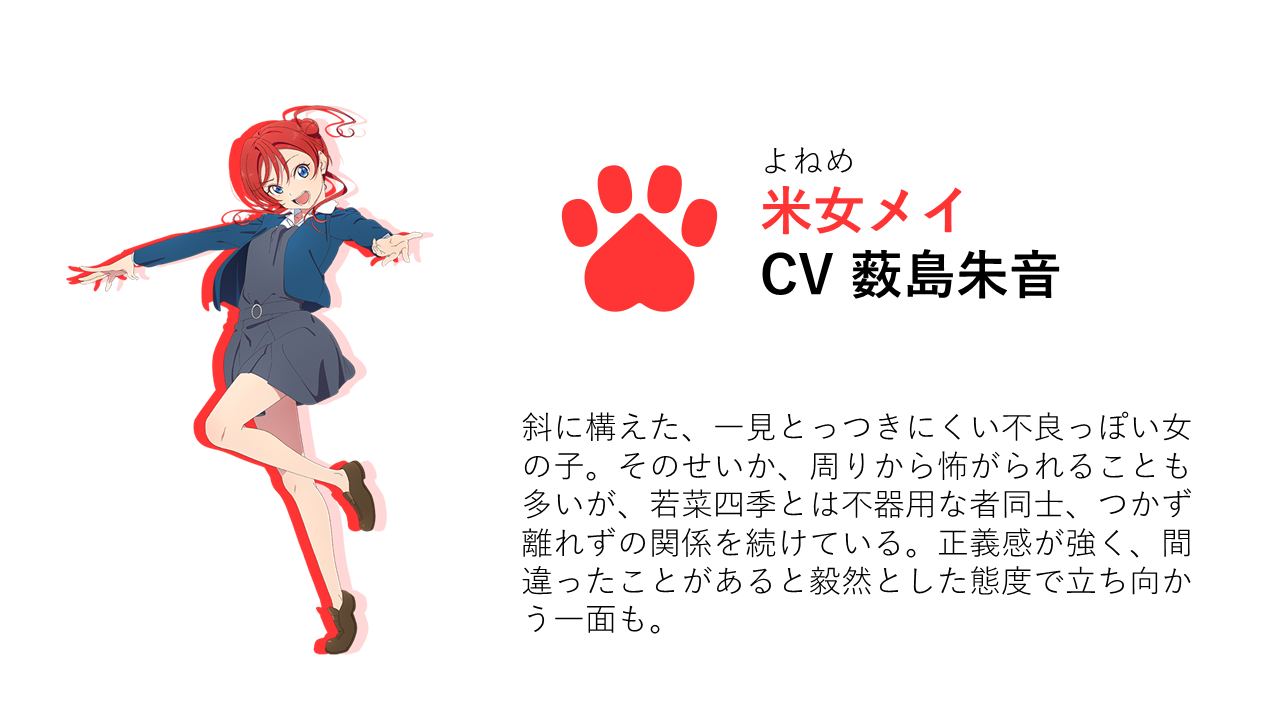 よねめ
米女メイ
CV 薮島朱音
斜に構えた、一見とっつきにくい不良っぽい女
の子。そのせいか、周りから怖がられることも
多いが、若菜四季とは不器用な者同士、つかず
離れずの関係を続けている。正義感が強く、間
違ったことがあると毅然とした態度で立ち向か
う一面も。